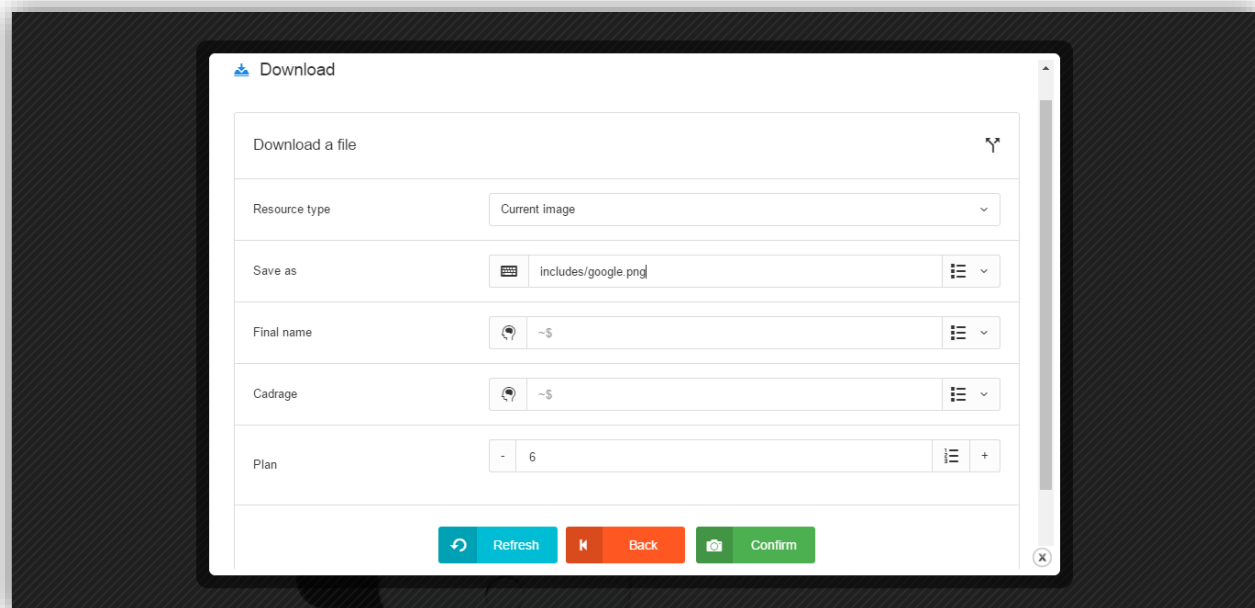 Download
Download a file
Resource type
Current image
Save as
includes/google.png
Final name
~$
Cadrage
~$
Plan
- 6 +
Refresh
Back
Confirm
x